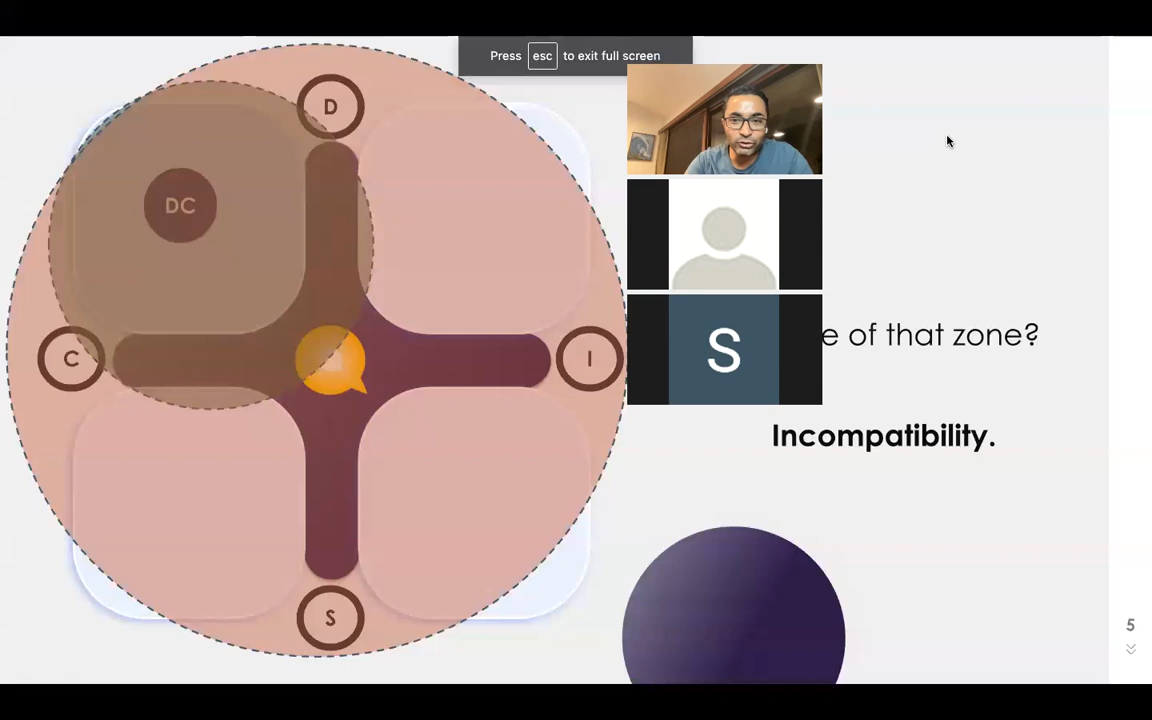 Press esc to exit full screen
D
DC
C
I
S
S
e of that zone?
Incompatibility.
5